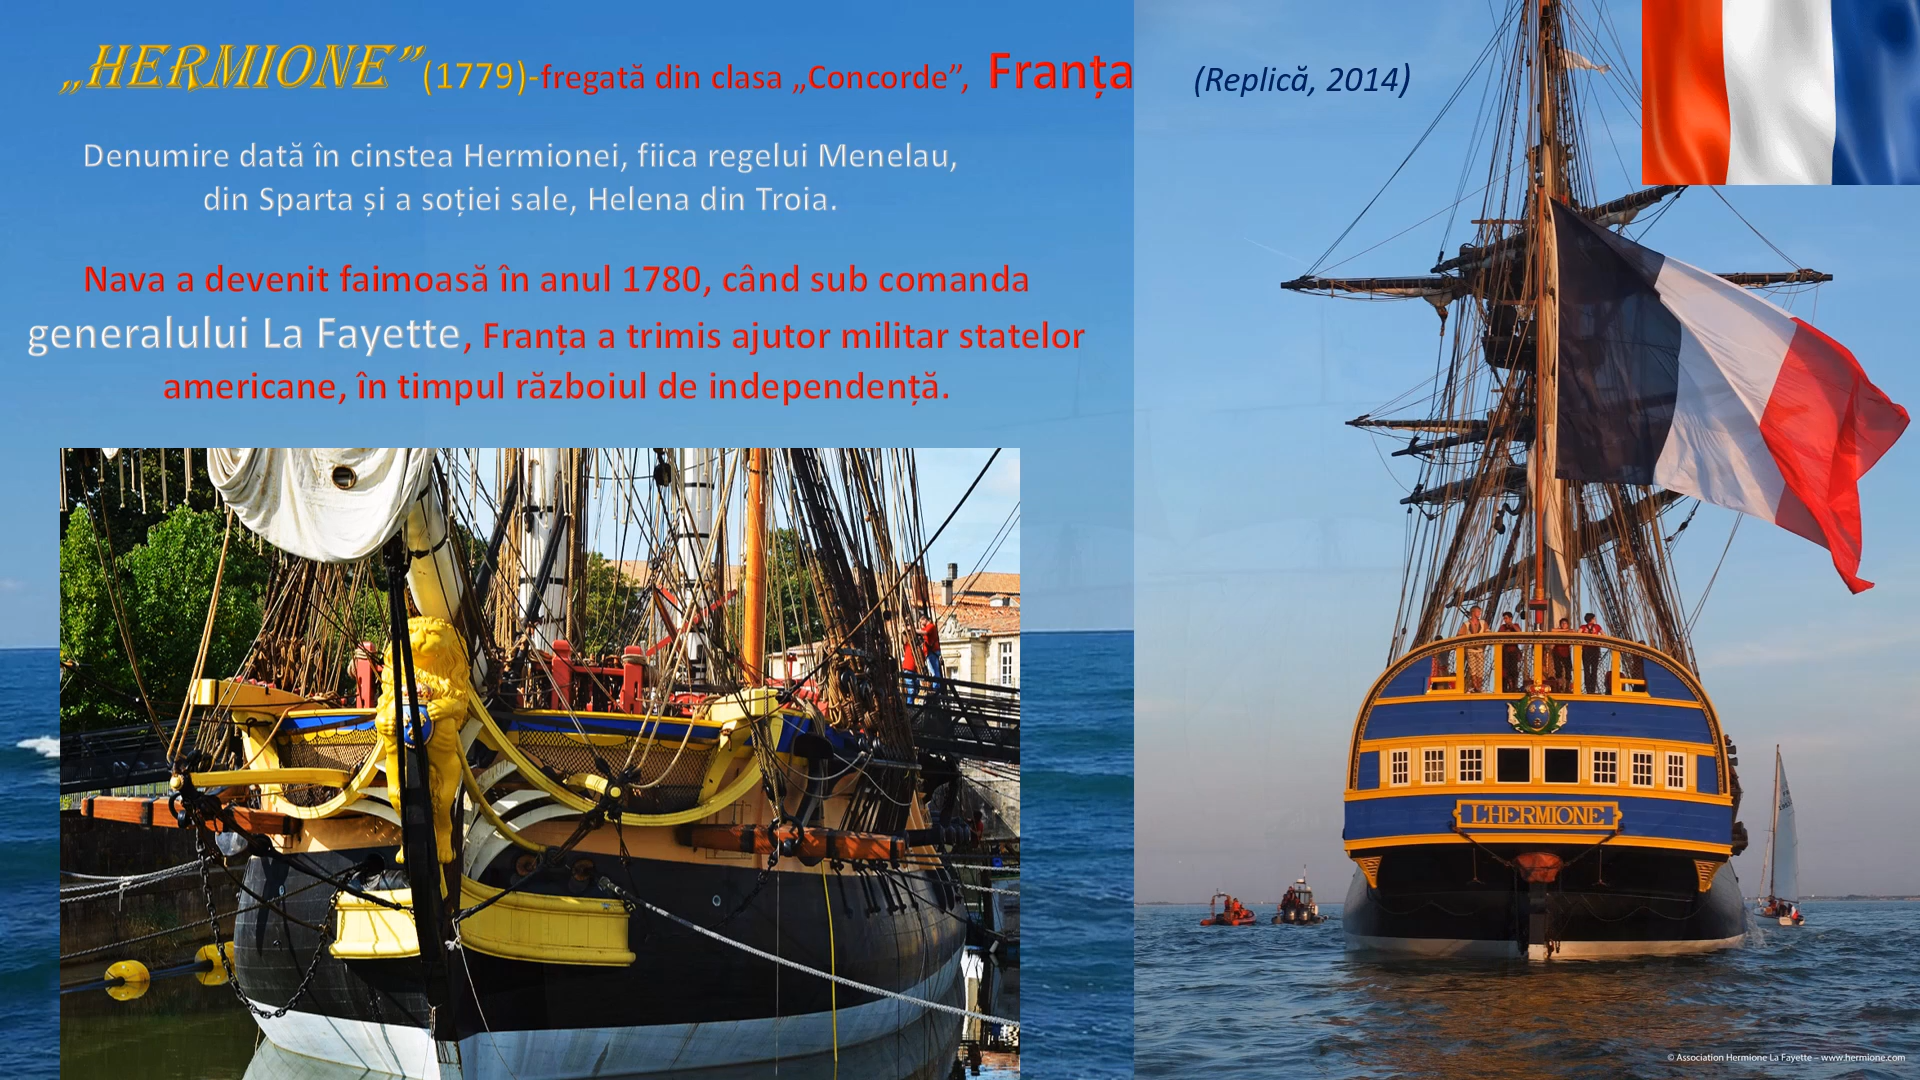 „HERMIONE” (1779)-fregată din clasa „Concorde”, Franța (Replică, 2014)
Denumire dată în cinstea Hermionei, fiica regelui Menelau,
din Sparta și a soției sale, Helena din Troia.
Nava a devenit faimoasă în anul 1780, când sub comanda
generalului La Fayette, Franța a trimis ajutor militar statelor
americane, în timpul războiul de independență.
L'HERMIONE
© Association Hermione La Fayette – www.hermione.com